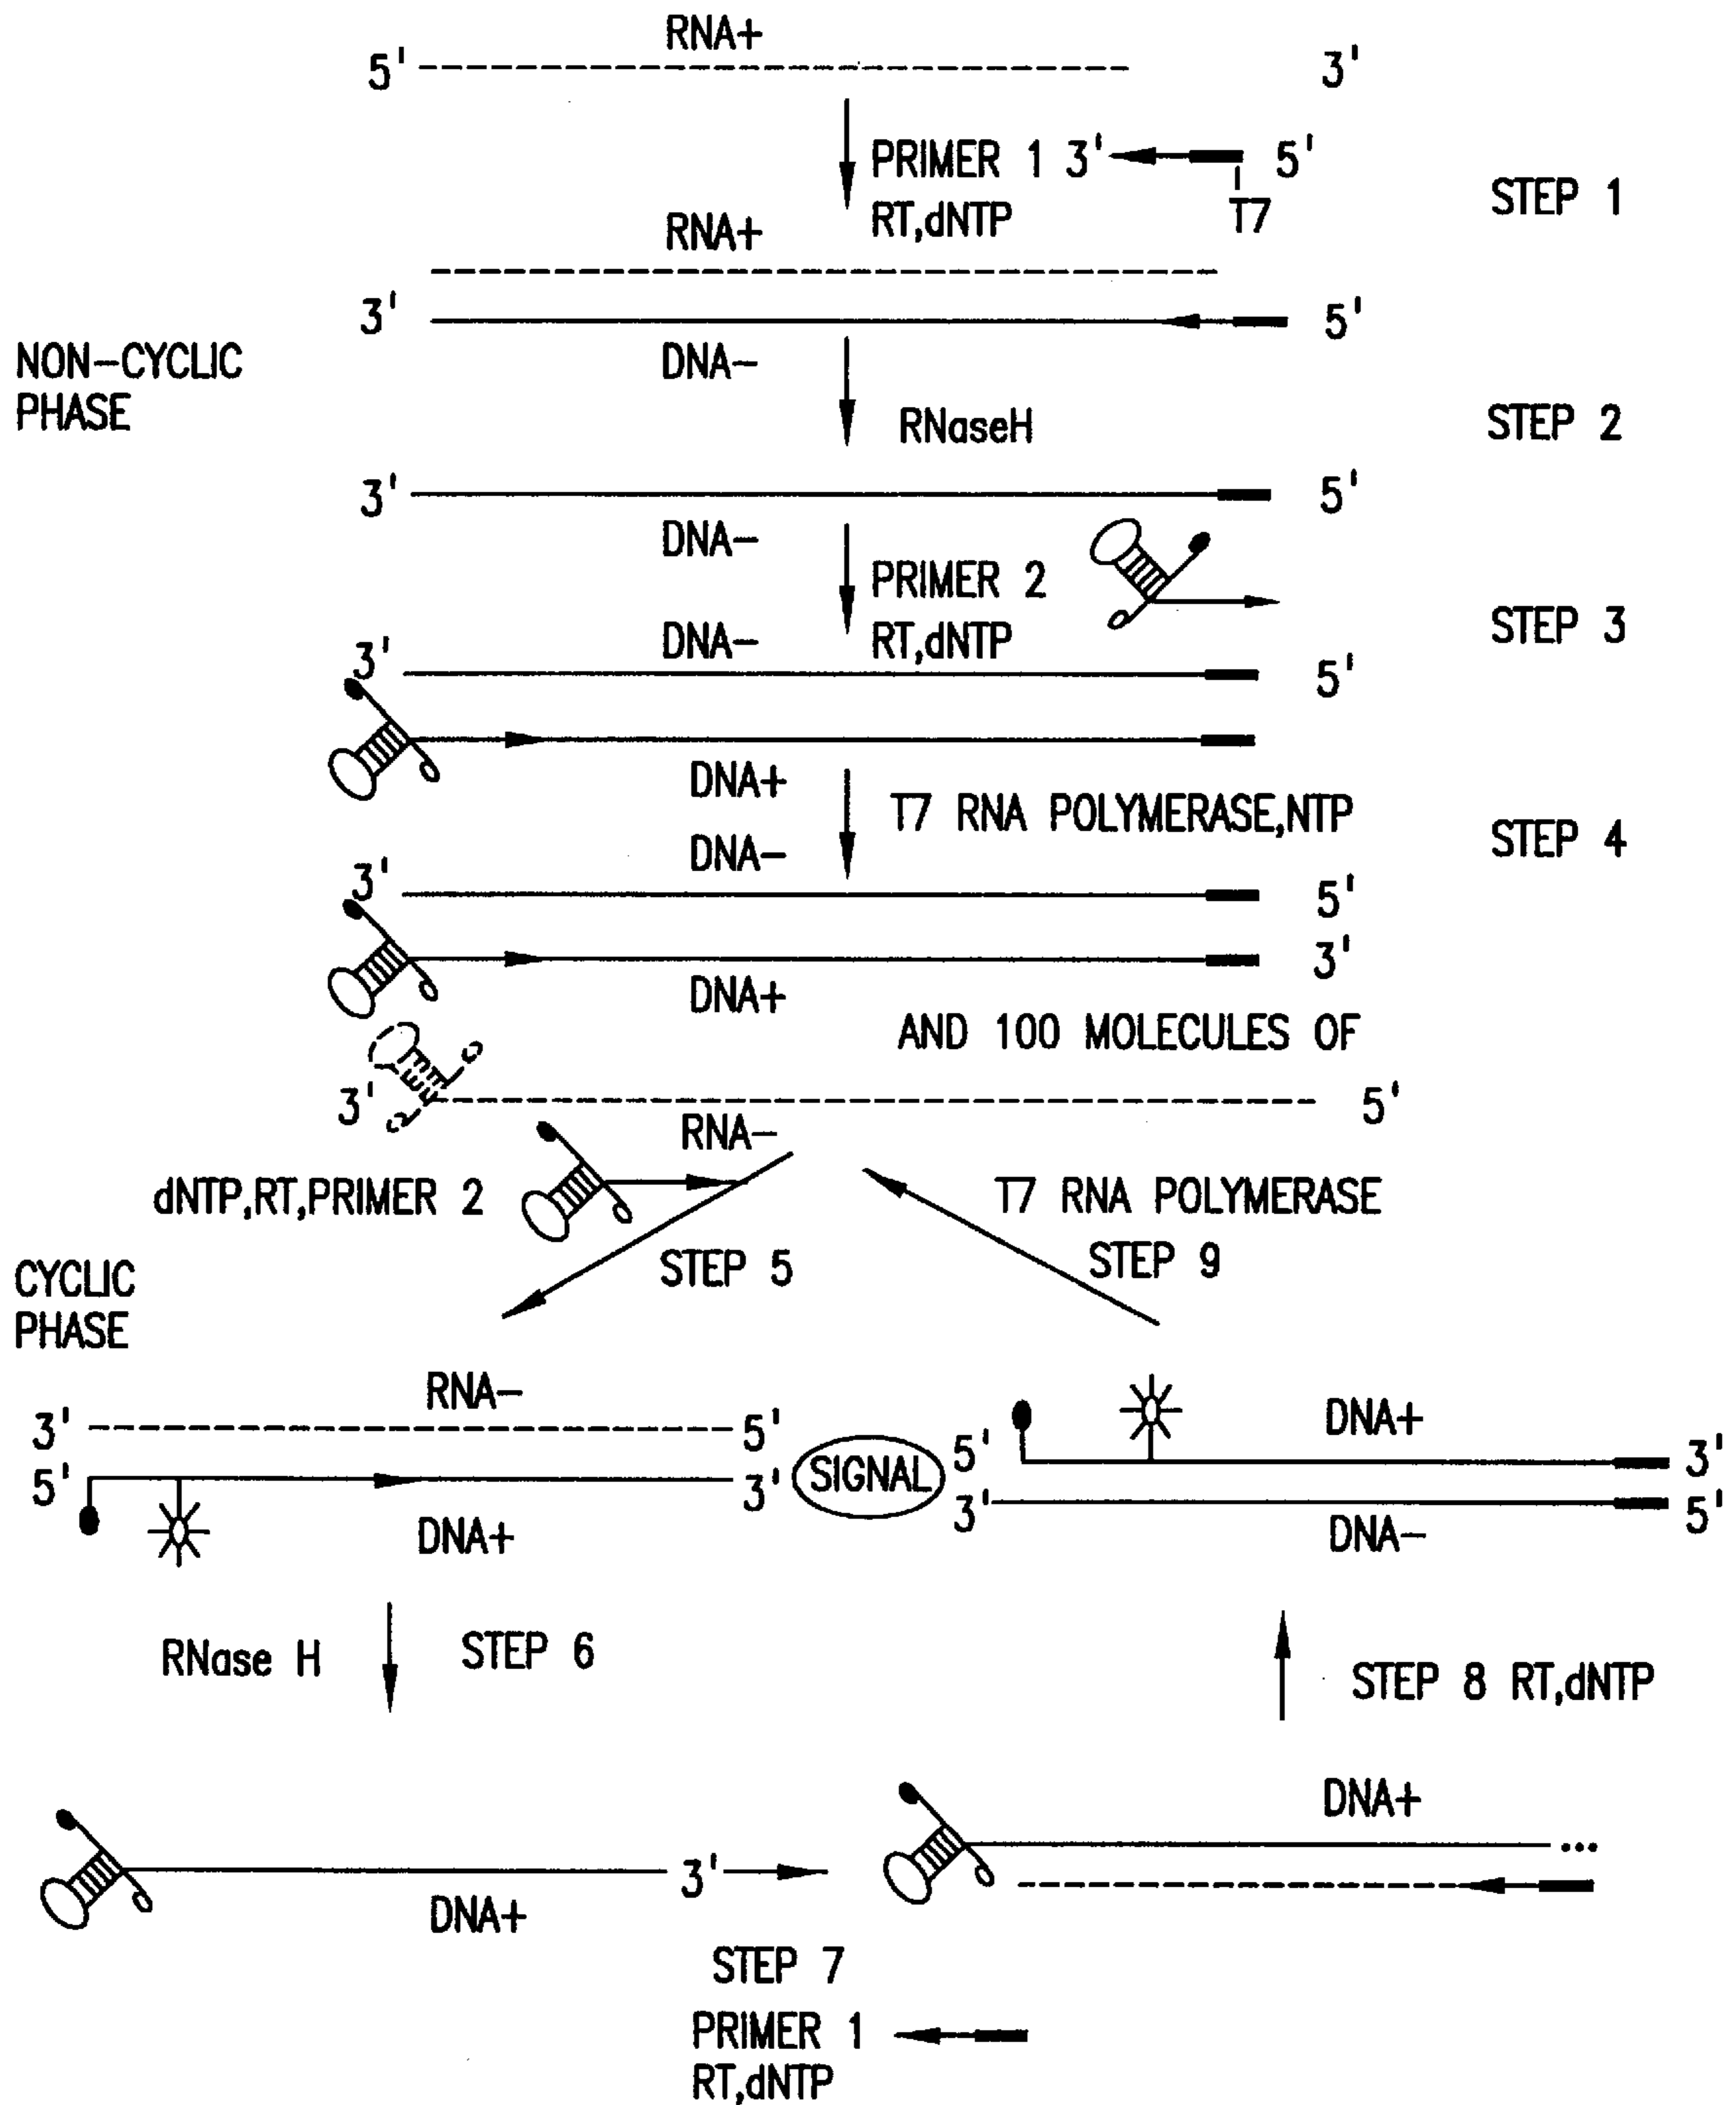 RNA+
5' 3'
PRIMER 1 3' 5'
T7
RT,dNTP
STEP 1
RNA+
3' 5'
DNA-
NON-CYCLIC
PHASE
RNaseH
STEP 2
3' 5'
DNA-
PRIMER 2
RT,dNTP
STEP 3
DNA-
3' 5'
DNA+
T7 RNA POLYMERASE,NTP
STEP 4
DNA-
3' 5'
3'
DNA+
AND 100 MOLECULES OF
3' 5'
RNA-
dNTP,RT,PRIMER 2
STEP 5
T7 RNA POLYMERASE
STEP 9
CYCLIC
PHASE
RNA-
3' 5'
5' 3'
DNA+
SIGNAL
DNA+
5' 3'
3' 5'
DNA-
RNase H
STEP 6
STEP 8 RT,dNTP
3'
DNA+
DNA+
...
STEP 7
PRIMER 1
RT,dNTP